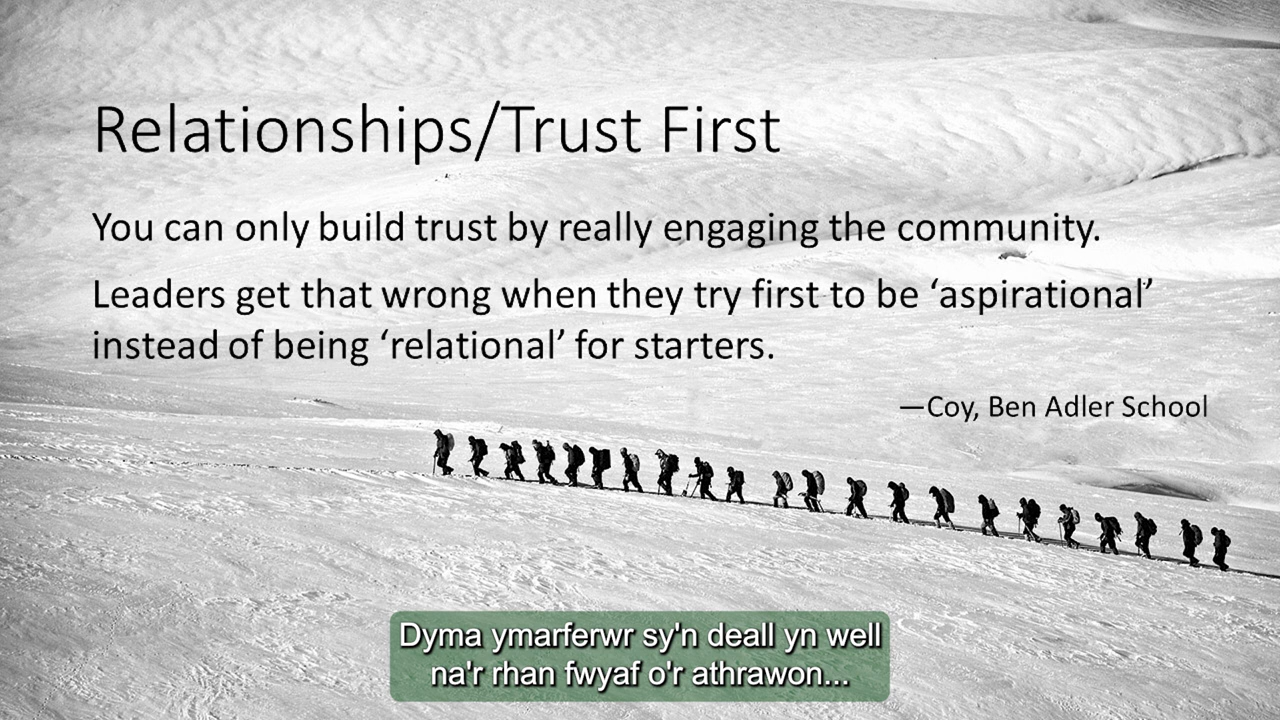 Relationships/Trust First
You can only build trust by really engaging the community.
Leaders get that wrong when they try first to be ‘aspirational’
instead of being ‘relational’ for starters.
—Coy, Ben Adler School
Dyma ymarferwr sy'n deall yn well
na'r rhan fwyaf o'r athrawon...